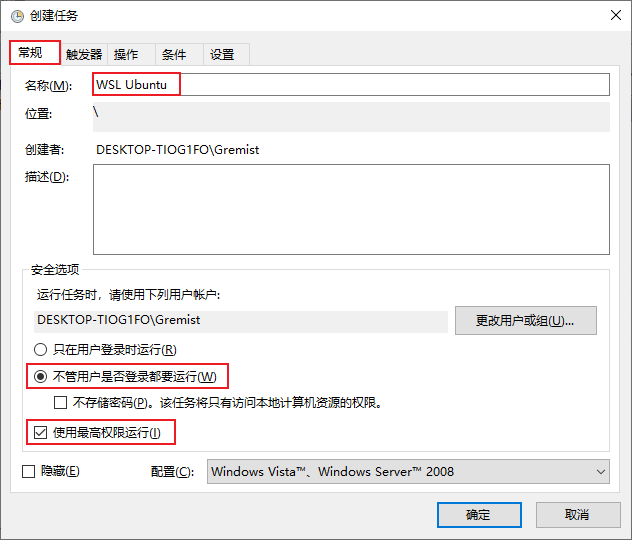 创建任务
常规 触发器 操作 条件 设置
名称(M): WSL Ubuntu
位置: \
创建者: DESKTOP-TIOG1FO\Gremist
描述(D):
安全选项
运行任务时，请使用下列用户帐户:
DESKTOP-TIOG1FO\Gremist 更改用户或组(U)...
只在用户登录时运行(R)
不管用户是否登录都要运行(W)
不存储密码(P)。该任务将只有访问本地计算机资源的权限。
使用最高权限运行(I)
隐藏(E) 配置(C): Windows Vista™、Windows Server™ 2008
确定 取消